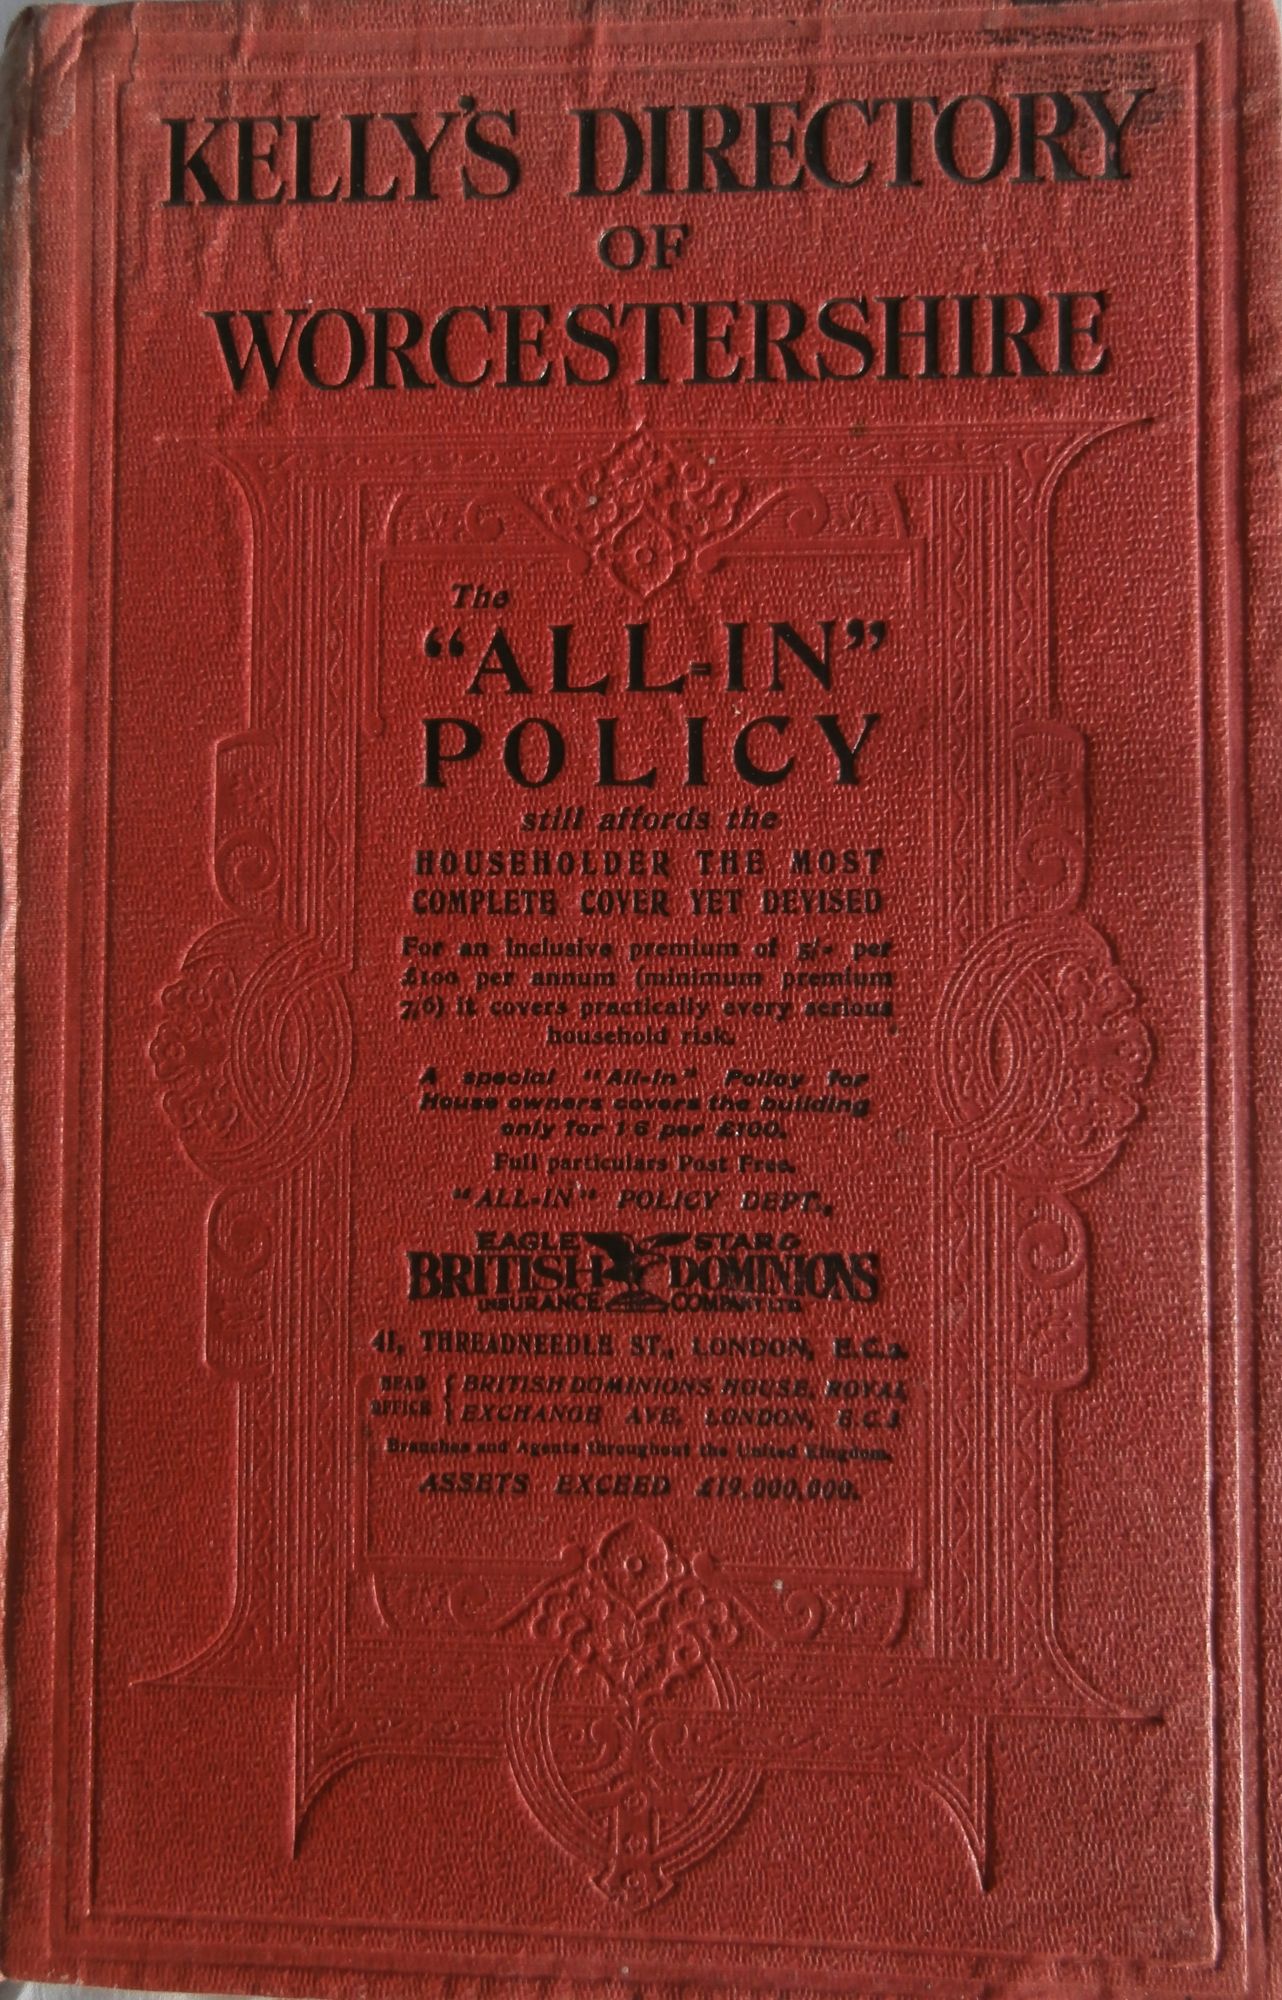 KELLY'S DIRECTORY
OF
WORCESTERSHIRE
The
"ALL-IN"
POLICY
still affords the
HOUSEHOLDER THE MOST
COMPLETE COVER YET DEVISED
For an inclusive premium of 5/- per
£100 per annum (minimum premium
7/6) it covers practically every serious
household risk.
A special "All-In" Policy for
House owners covers the building
only for 1/6 per £100.
Full particulars Post Free.
"ALL-IN" POLICY DEPT.,
EAGLE STAR &
BRITISH DOMINIONS
INSURANCE COMPANY LTD
41, THREADNEEDLE ST., LONDON, E.C.2.
HEAD OFFICE { BRITISH DOMINIONS HOUSE, ROYAL
EXCHANGE AVE, LONDON, E.C.3
Branches and Agents throughout the United Kingdom.
ASSETS EXCEED £19,000,000.